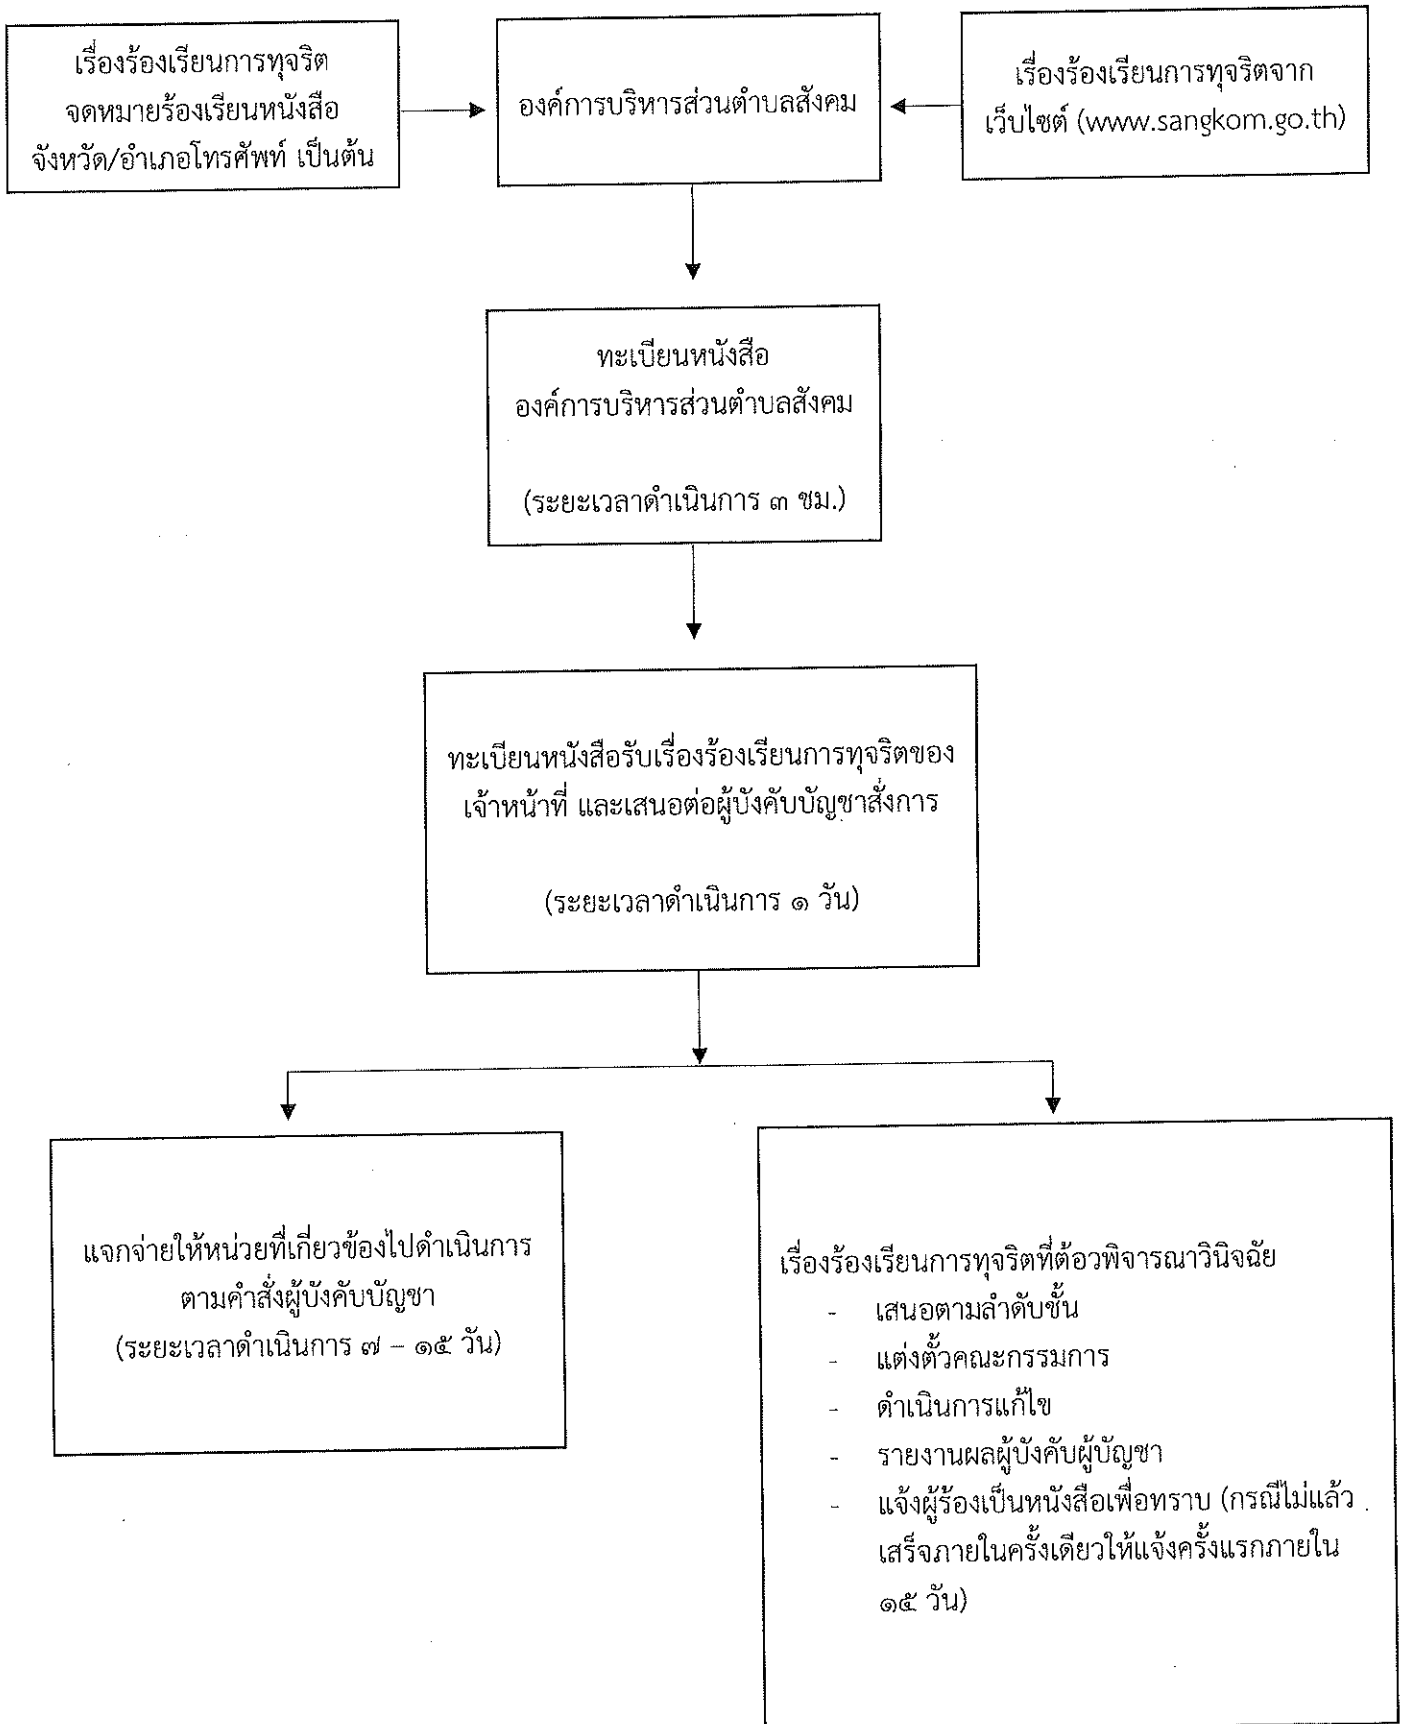 เรื่องร้องเรียนการทุจริต
จดหมายร้องเรียนหนังสือ
จังหวัด/อำเภอโทรศัพท์ เป็นต้น
องค์การบริหารส่วนตำบลสังคม
เรื่องร้องเรียนการทุจริตจาก
เว็บไซต์ (www.sangkom.go.th)
ทะเบียนหนังสือ
องค์การบริหารส่วนตำบลสังคม
(ระยะเวลาดำเนินการ ๓ ชม.)
ทะเบียนหนังสือรับเรื่องร้องเรียนการทุจริตของ
เจ้าหน้าที่ และเสนอต่อผู้บังคับบัญชาสั่งการ
(ระยะเวลาดำเนินการ ๑ วัน)
แจกจ่ายให้หน่วยที่เกี่ยวข้องไปดำเนินการ
ตามคำสั่งผู้บังคับบัญชา
(ระยะเวลาดำเนินการ ๗ – ๑๕ วัน)
เรื่องร้องเรียนการทุจริตที่ต้อวพิจารณาวินิจฉัย
- เสนอตามลำดับชั้น
- แต่งตั้วคณะกรรมการ
- ดำเนินการแก้ไข
- รายงานผลผู้บังคับผู้บัญชา
- แจ้งผู้ร้องเป็นหนังสือเพื่อทราบ (กรณีไม่แล้ว
เสร็จภายในครั้งเดียวให้แจ้งครั้งแรกภายใน
๑๕ วัน)